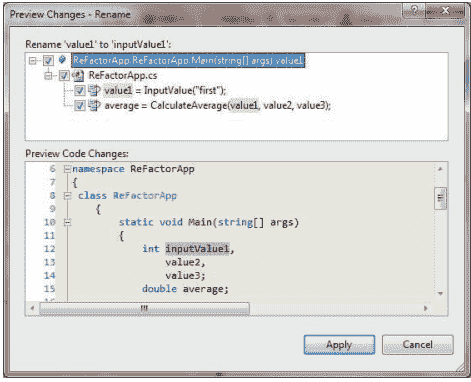 Preview Changes - Rename
Rename 'value1' to 'inputValue1':
ReFactorApp.ReFactorApp.Main(string[] args) value1
ReFactorApp.cs
value1 = InputValue("first");
average = CalculateAverage(value1, value2, value3);
Preview Code Changes:
6 namespace ReFactorApp
7 {
8 class ReFactorApp
9 {
10 static void Main(string[] args)
11 {
12 int inputValue1,
13 value2,
14 value3;
15 double average;
Apply Cancel